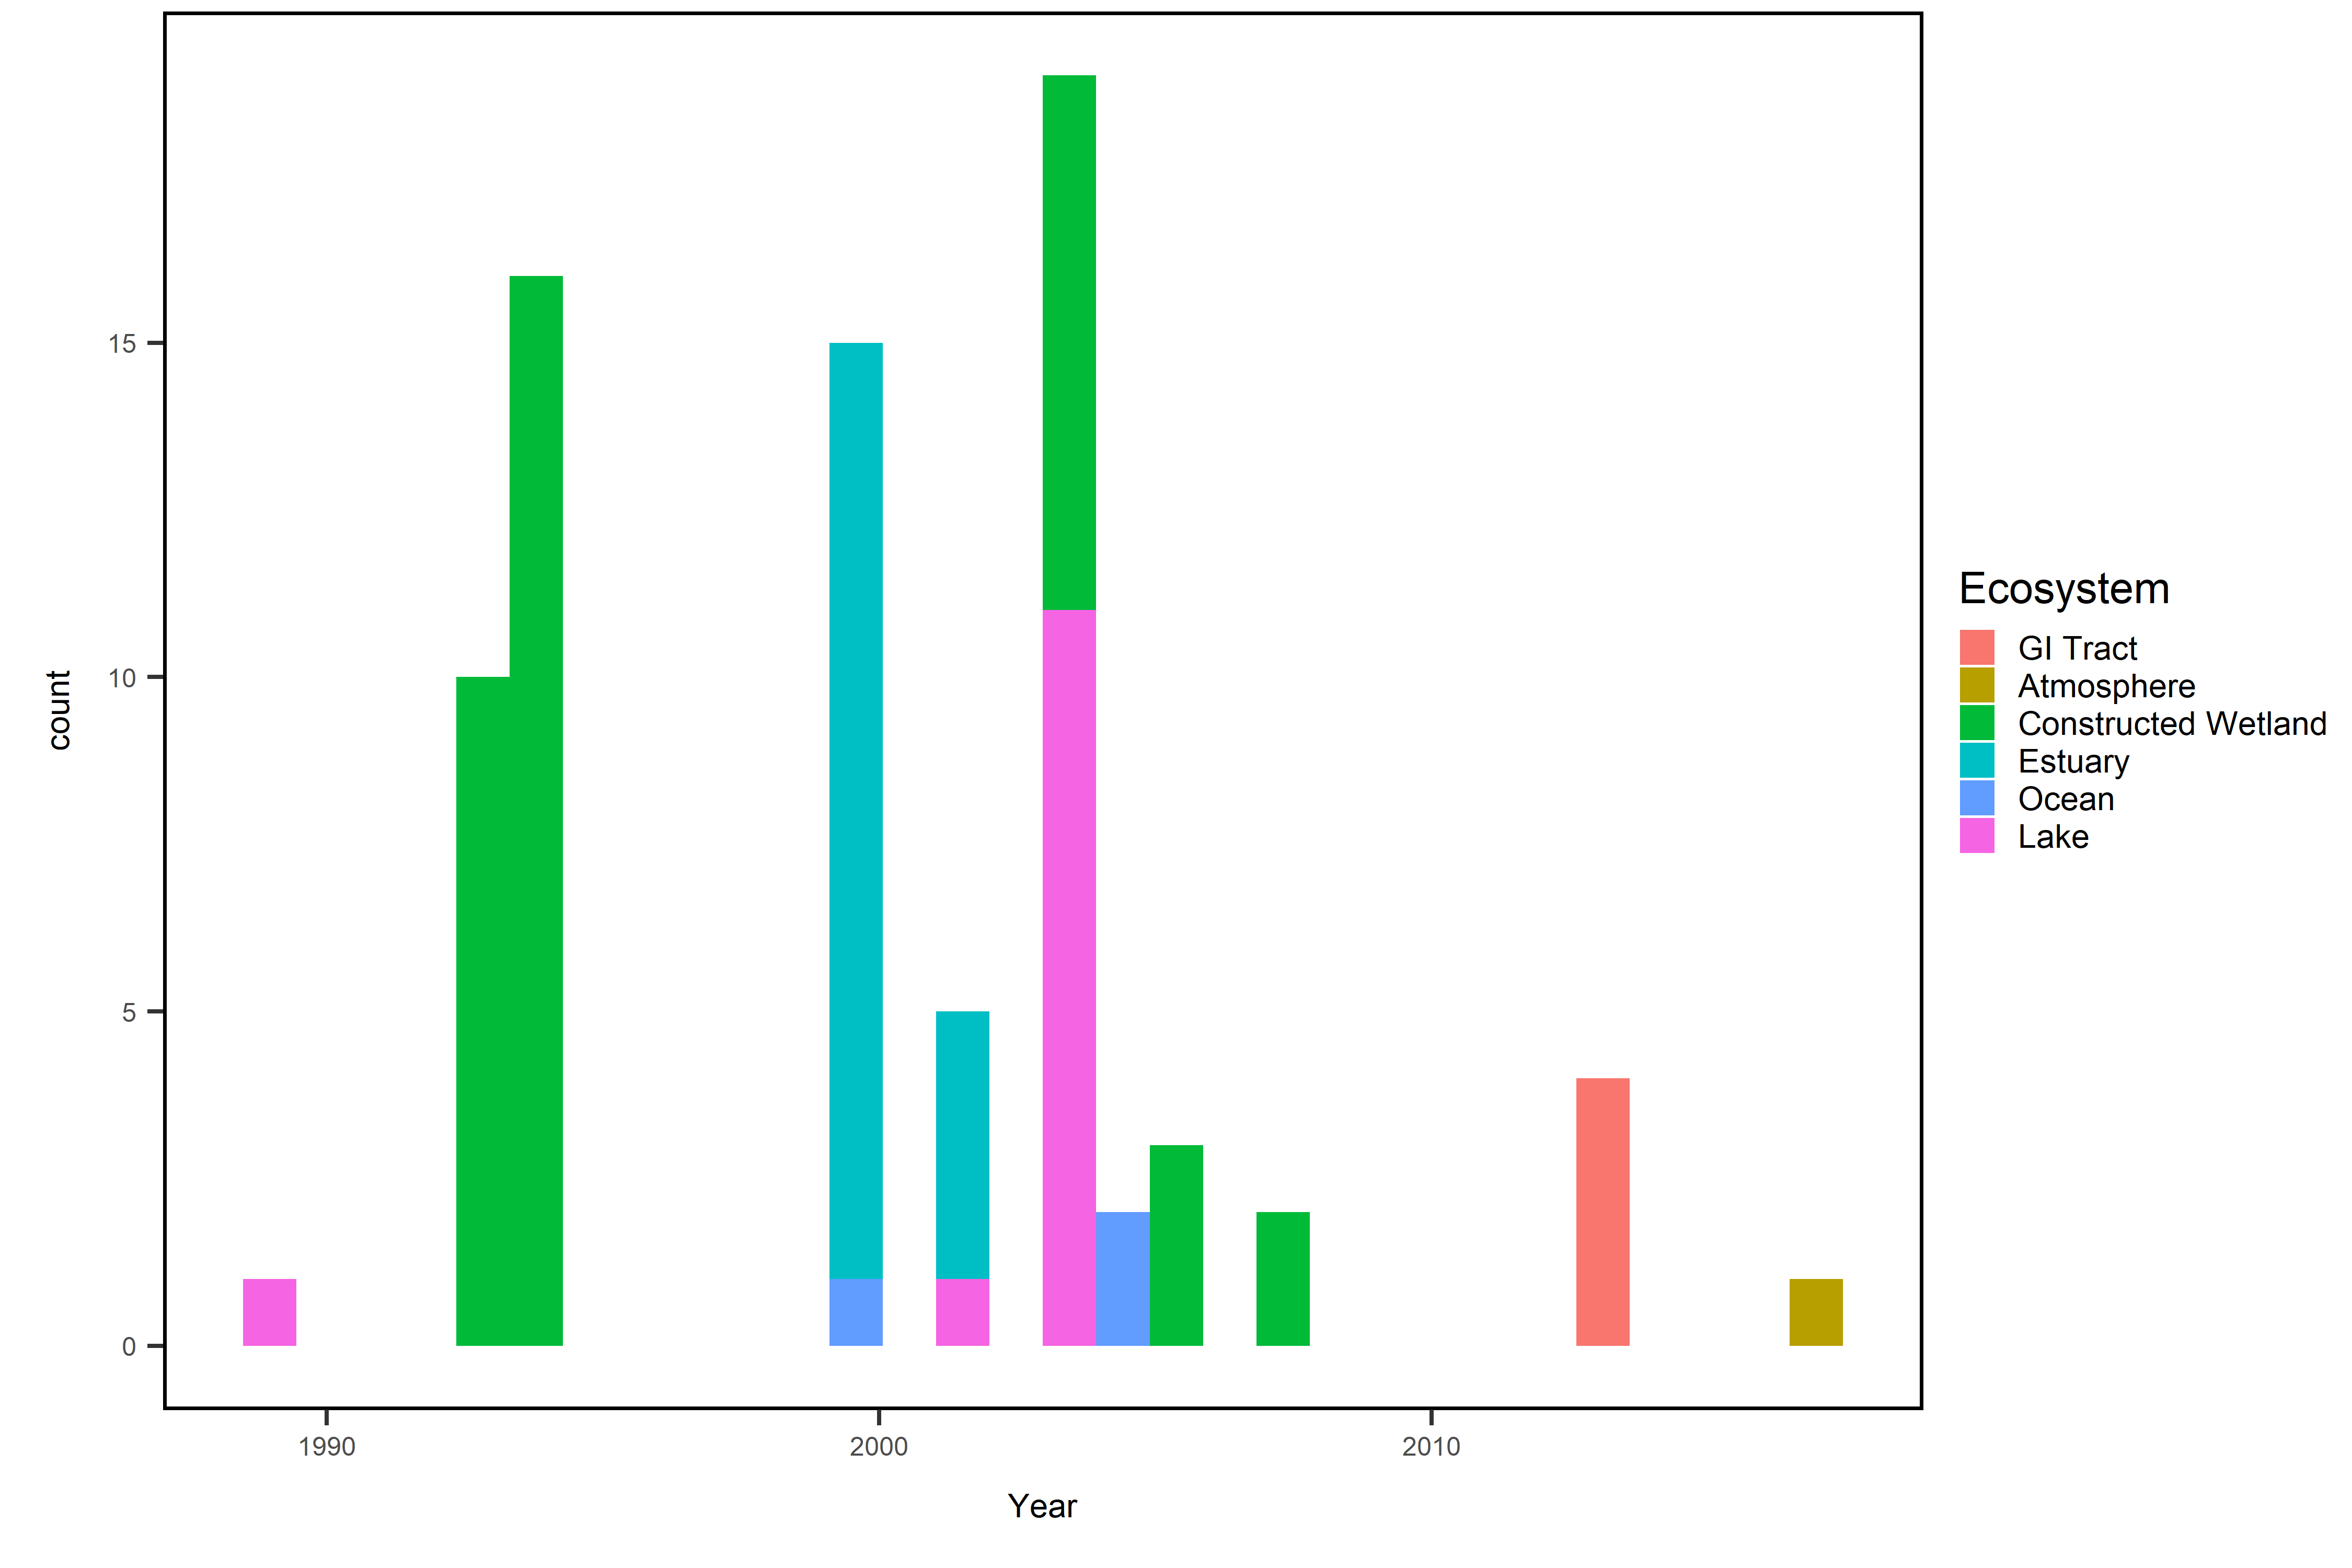 count
15
10
5
0
1990
2000
2010
Year
Ecosystem
GI Tract
Atmosphere
Constructed Wetland
Estuary
Ocean
Lake